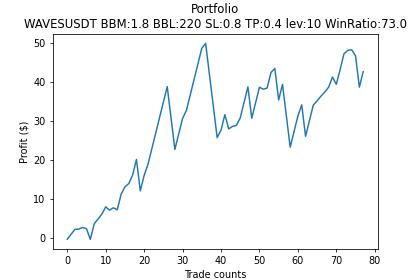 Portfolio
WAVESUSDT BBM:1.8 BBL:220 SL:0.8 TP:0.4 lev:10 WinRatio:73.0
Profit ($)
50
40
30
20
10
0
0 10 20 30 40 50 60 70 80
Trade counts